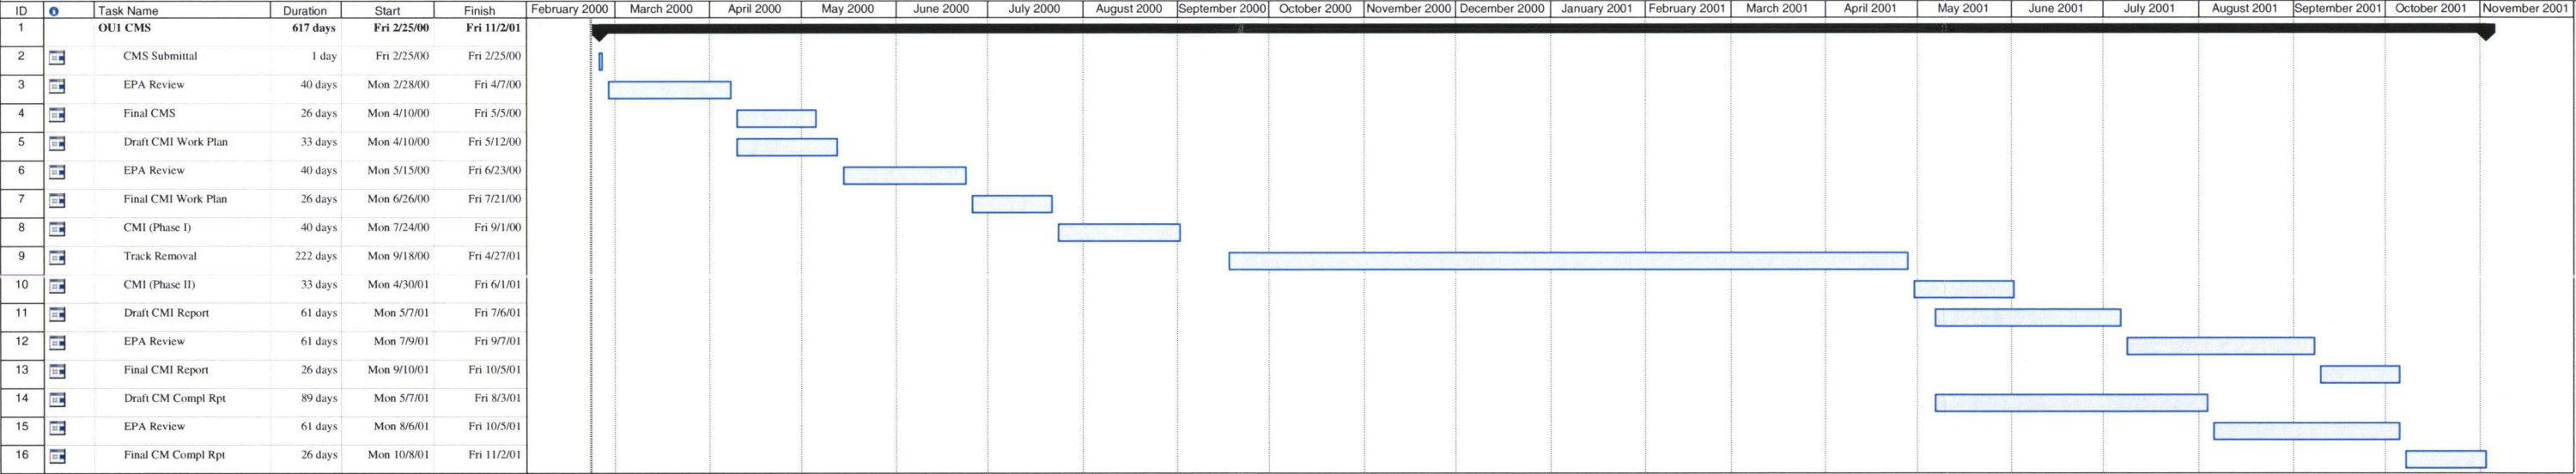 ID Task Name Duration Start Finish February 2000 March 2000 April 2000 May 2000 June 2000 July 2000 August 2000 September 2000 October 2000 November 2000 December 2000 January 2001 February 2001 March 2001 April 2001 May 2001 June 2001 July 2001 August 2001 September 2001 October 2001 November 2001
1 OU1 CMS 617 days Fri 2/25/00 Fri 11/2/01
2 CMS Submittal 1 day Fri 2/25/00 Fri 2/25/00
3 EPA Review 40 days Mon 2/28/00 Fri 4/7/00
4 Final CMS 26 days Mon 4/10/00 Fri 5/5/00
5 Draft CMI Work Plan 33 days Mon 4/10/00 Fri 5/12/00
6 EPA Review 40 days Mon 5/15/00 Fri 6/23/00
7 Final CMI Work Plan 26 days Mon 6/26/00 Fri 7/21/00
8 CMI (Phase I) 40 days Mon 7/24/00 Fri 9/1/00
9 Track Removal 222 days Mon 9/18/00 Fri 4/27/01
10 CMI (Phase II) 33 days Mon 4/30/01 Fri 6/1/01
11 Draft CMI Report 61 days Mon 5/7/01 Fri 7/6/01
12 EPA Review 61 days Mon 7/9/01 Fri 9/7/01
13 Final CMI Report 26 days Mon 9/10/01 Fri 10/5/01
14 Draft CM Compl Rpt 89 days Mon 5/7/01 Fri 8/3/01
15 EPA Review 61 days Mon 8/6/01 Fri 10/5/01
16 Final CM Compl Rpt 26 days Mon 10/8/01 Fri 11/2/01